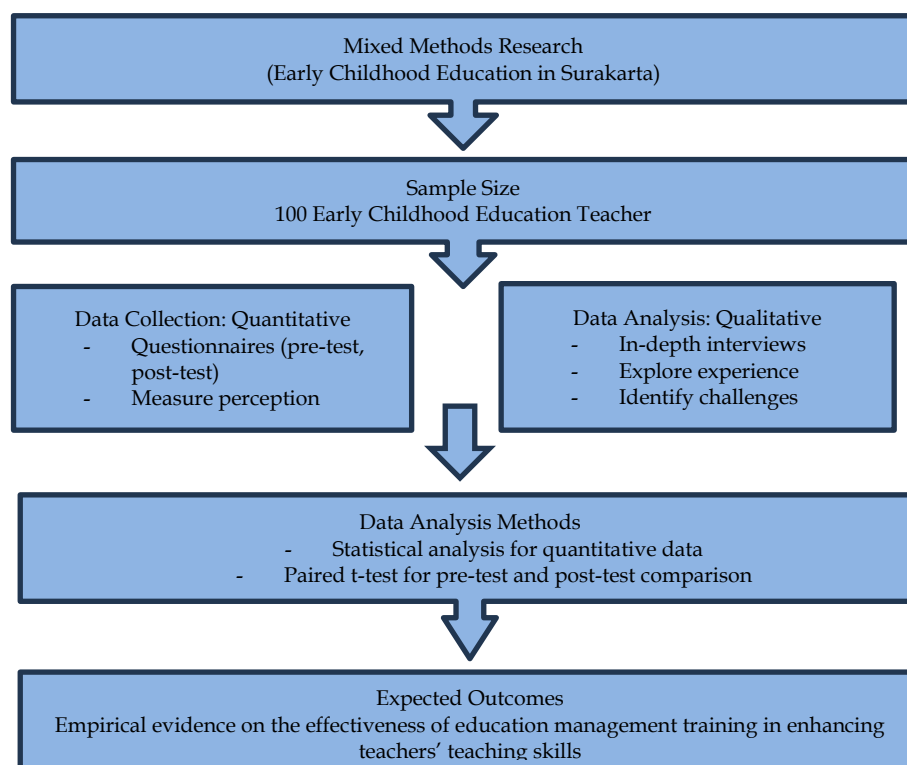 Mixed Methods Research
(Early Childhood Education in Surakarta)
Sample Size
100 Early Childhood Education Teacher
Data Collection: Quantitative
- Questionnaires (pre-test,
post-test)
- Measure perception
Data Analysis: Qualitative
- In-depth interviews
- Explore experience
- Identify challenges
Data Analysis Methods
- Statistical analysis for quantitative data
- Paired t-test for pre-test and post-test comparison
Expected Outcomes
Empirical evidence on the effectiveness of education management training in enhancing
teachers’ teaching skills